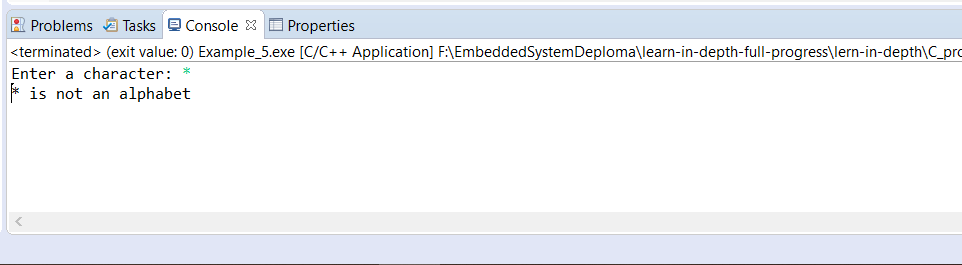 Problems Tasks Console Properties
<terminated> (exit value: 0) Example_5.exe [C/C++ Application] F:\EmbeddedSystemDeploma\learn-in-depth-full-progress\lern-in-depth\C_pro
Enter a character: *
* is not an alphabet